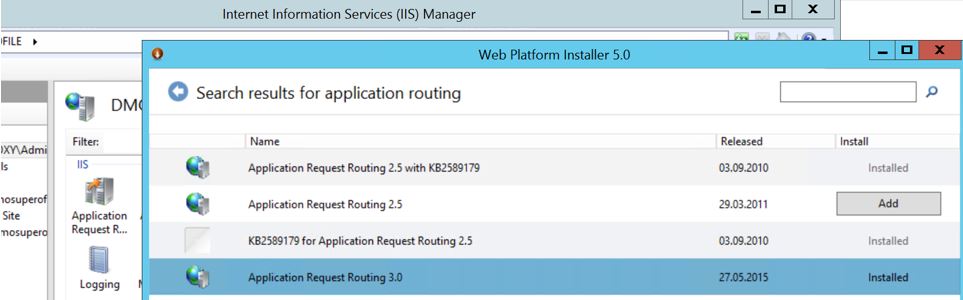 Internet Information Services (IIS) Manager
OFILE
Web Platform Installer 5.0
Search results for application routing
DMO
Filter:
Name Released Install
OXY\Admi
IIS
Application Request Routing 2.5 with KB2589179 03.09.2010 Installed
ls
Application Request Routing 2.5 29.03.2011 Add
mosuperof
Site
Application
Request R...
mosupero
KB2589179 for Application Request Routing 2.5 03.09.2010 Installed
Application Request Routing 3.0 27.05.2015 Installed
Logging